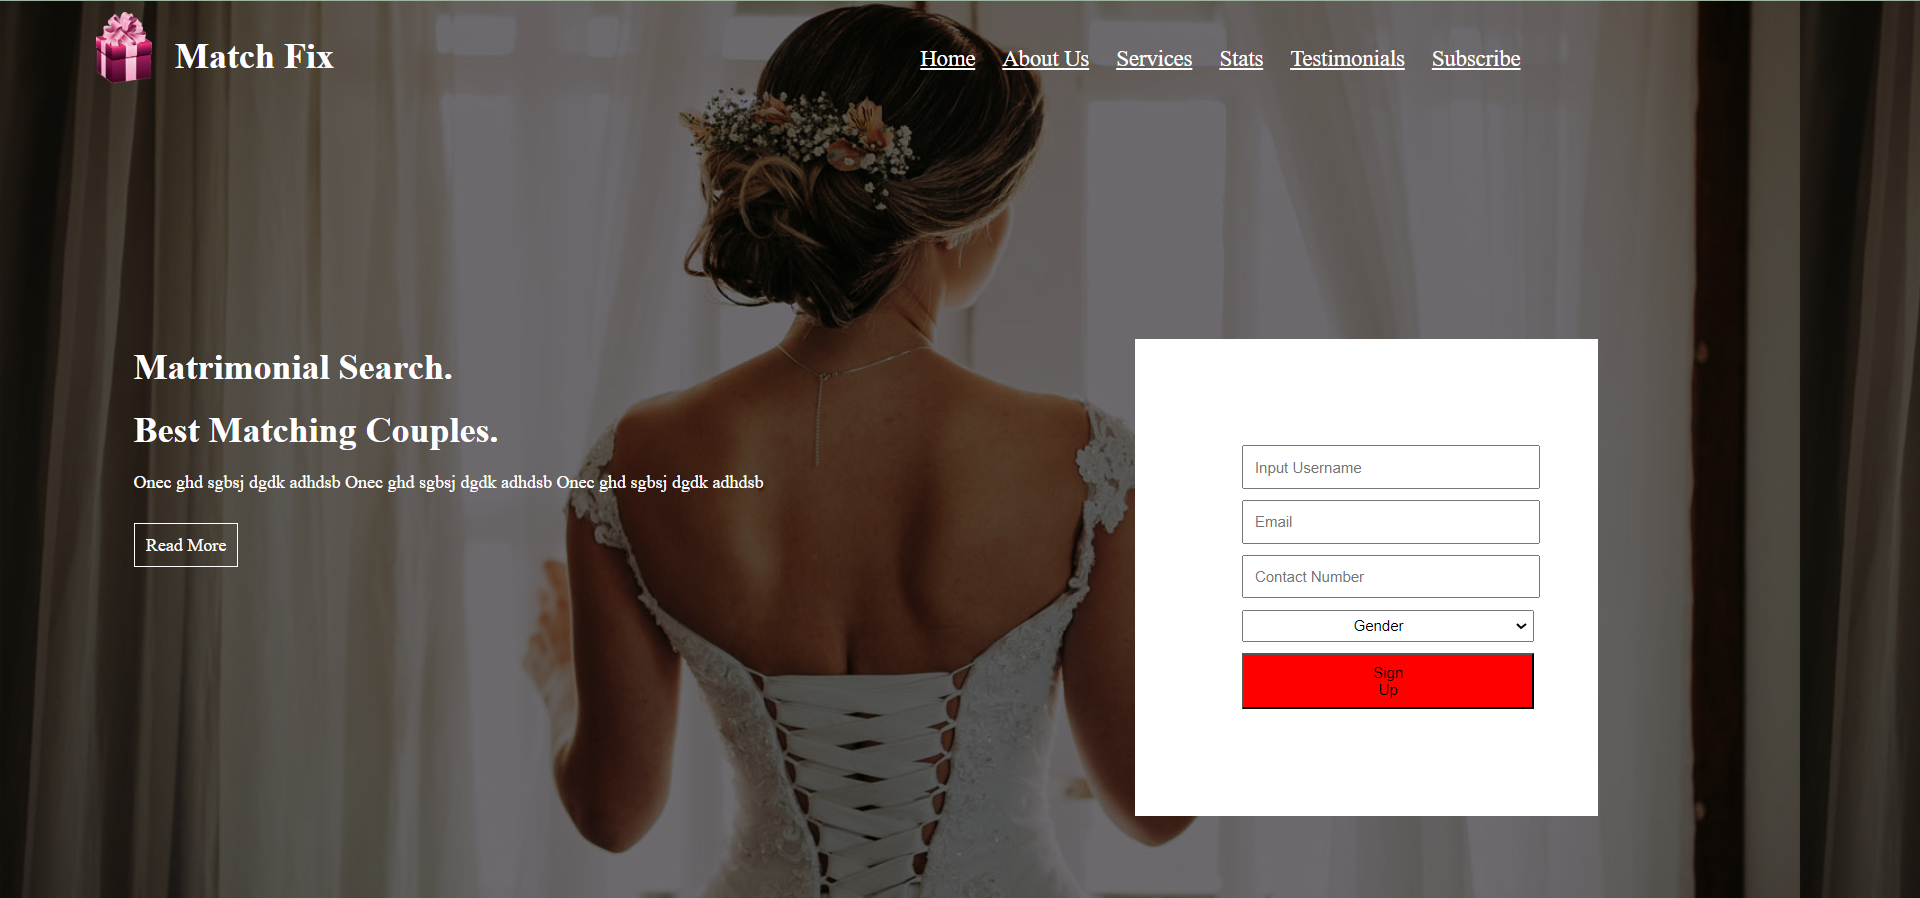 Match Fix
Home About Us Services Stats Testimonials Subscribe
Matrimonial Search.
Best Matching Couples.
Onec ghd sgbsj dgdk adhdsb Onec ghd sgbsj dgdk adhdsb Onec ghd sgbsj dgdk adhdsb
Read More
Input Username
Email
Contact Number
Gender
Sign
Up